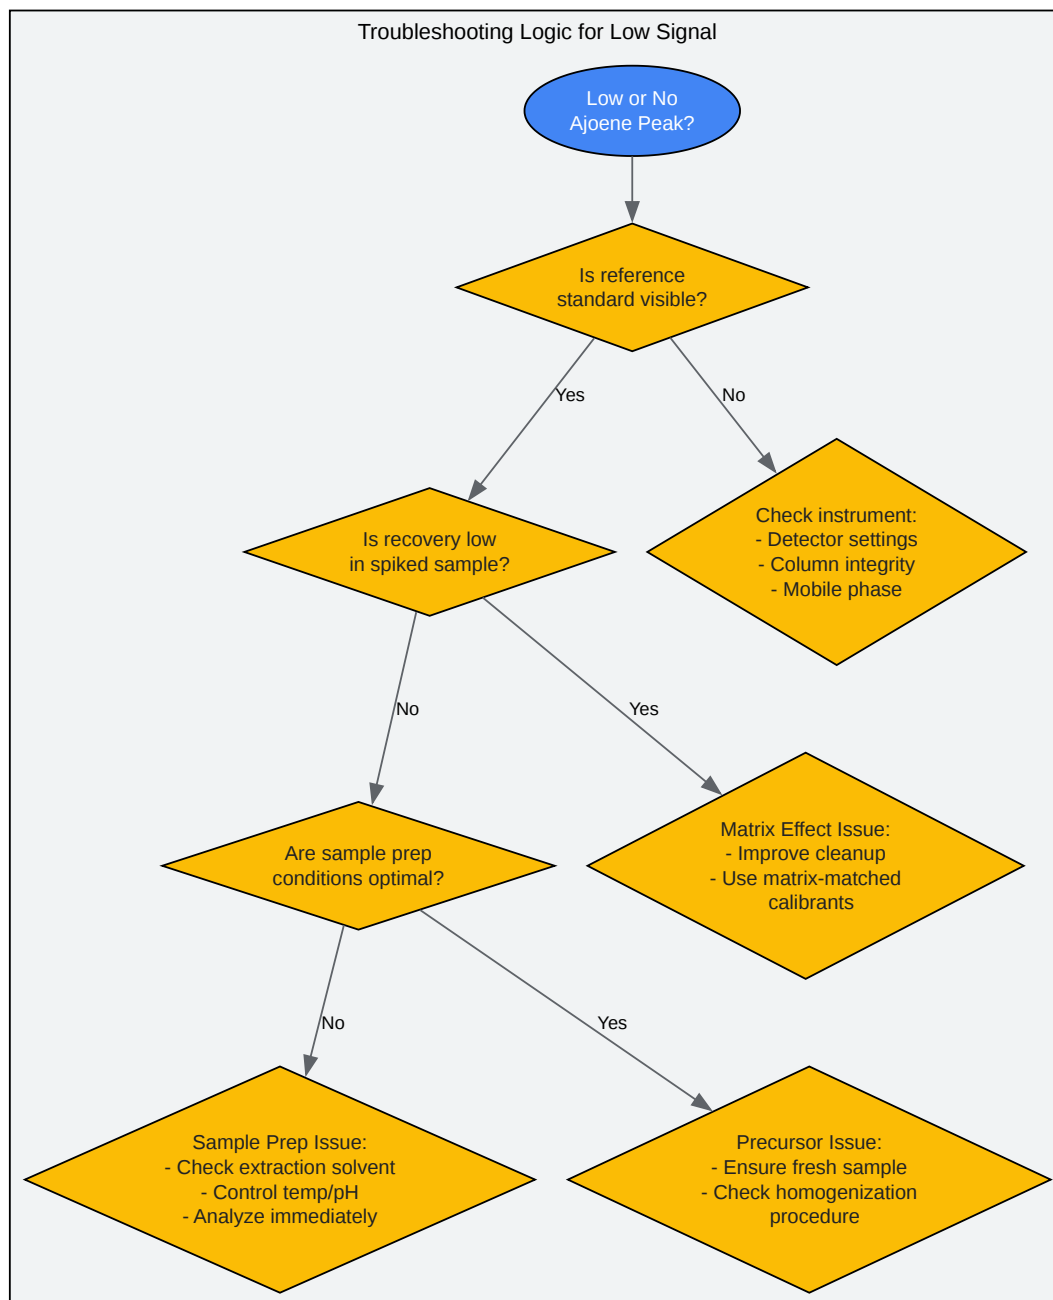 Troubleshooting Logic for Low Signal
Low or No
Ajoene Peak?
Is reference
standard visible?
Yes
No
Is recovery low
in spiked sample?
Check instrument:
- Detector settings
- Column integrity
- Mobile phase
No
Yes
Are sample prep
conditions optimal?
Matrix Effect Issue:
- Improve cleanup
- Use matrix-matched
calibrants
No
Yes
Sample Prep Issue:
- Check extraction solvent
- Control temp/pH
- Analyze immediately
Precursor Issue:
- Ensure fresh sample
- Check homogenization
procedure